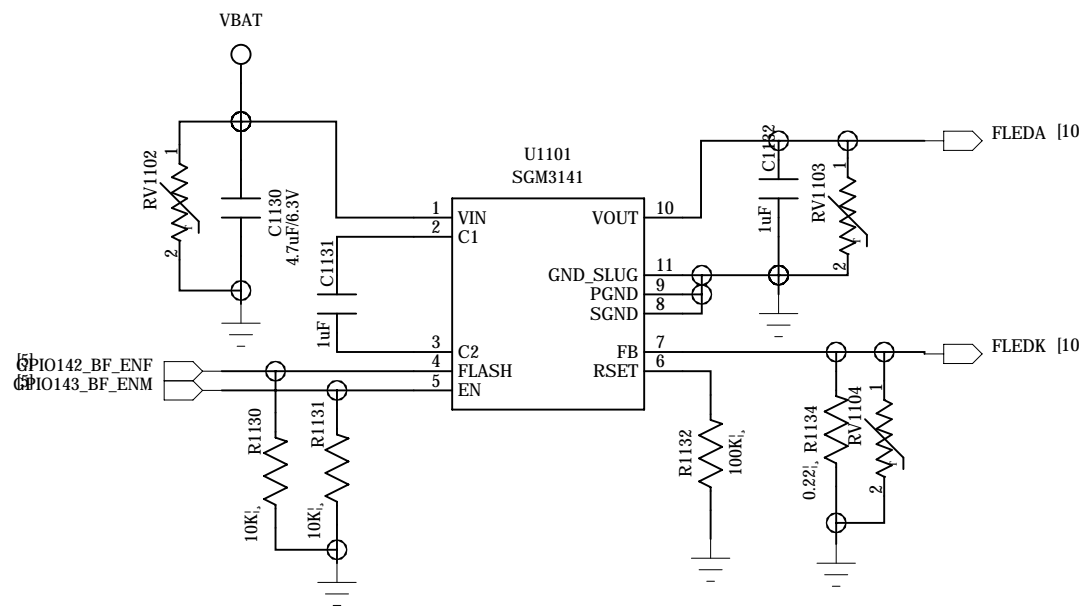 VBAT
RV1102
1
2
C1130
4.7uF/6.3V
C1131
1uF
U1101
SGM3141
1 VIN
2 C1
3 C2
4 FLASH
5 EN
VOUT 10
GND_SLUG 11
PGND 9
SGND 8
FB 7
RSET 6
C1132
1uF
RV1103
1
2
FLEDA [10
FLEDK [10
[5]
GPIO142_BF_ENF
[5]
GPIO143_BF_ENM
R1130
10K¦¸
R1131
10K¦¸
R1132
100K¦¸
R1134
0.22¦¸
RV1104
1
2